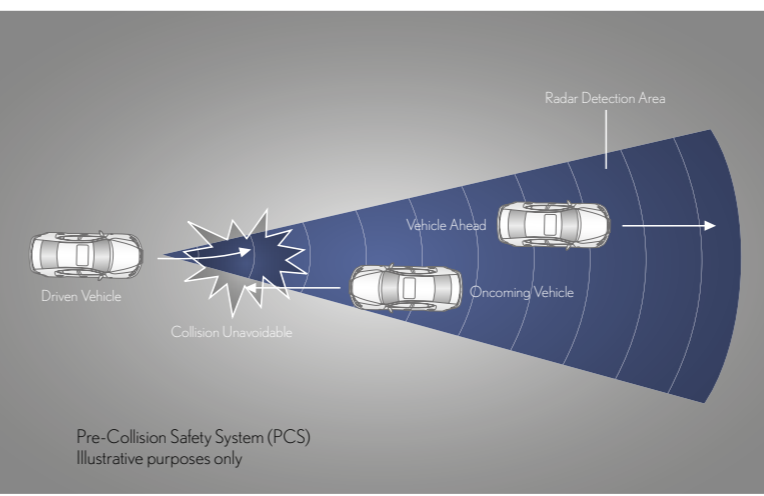 Radar Detection Area
Vehicle Ahead
Oncoming Vehicle
Driven Vehicle
Collision Unavoidable
Pre-Collision Safety System (PCS)
Illustrative purposes only